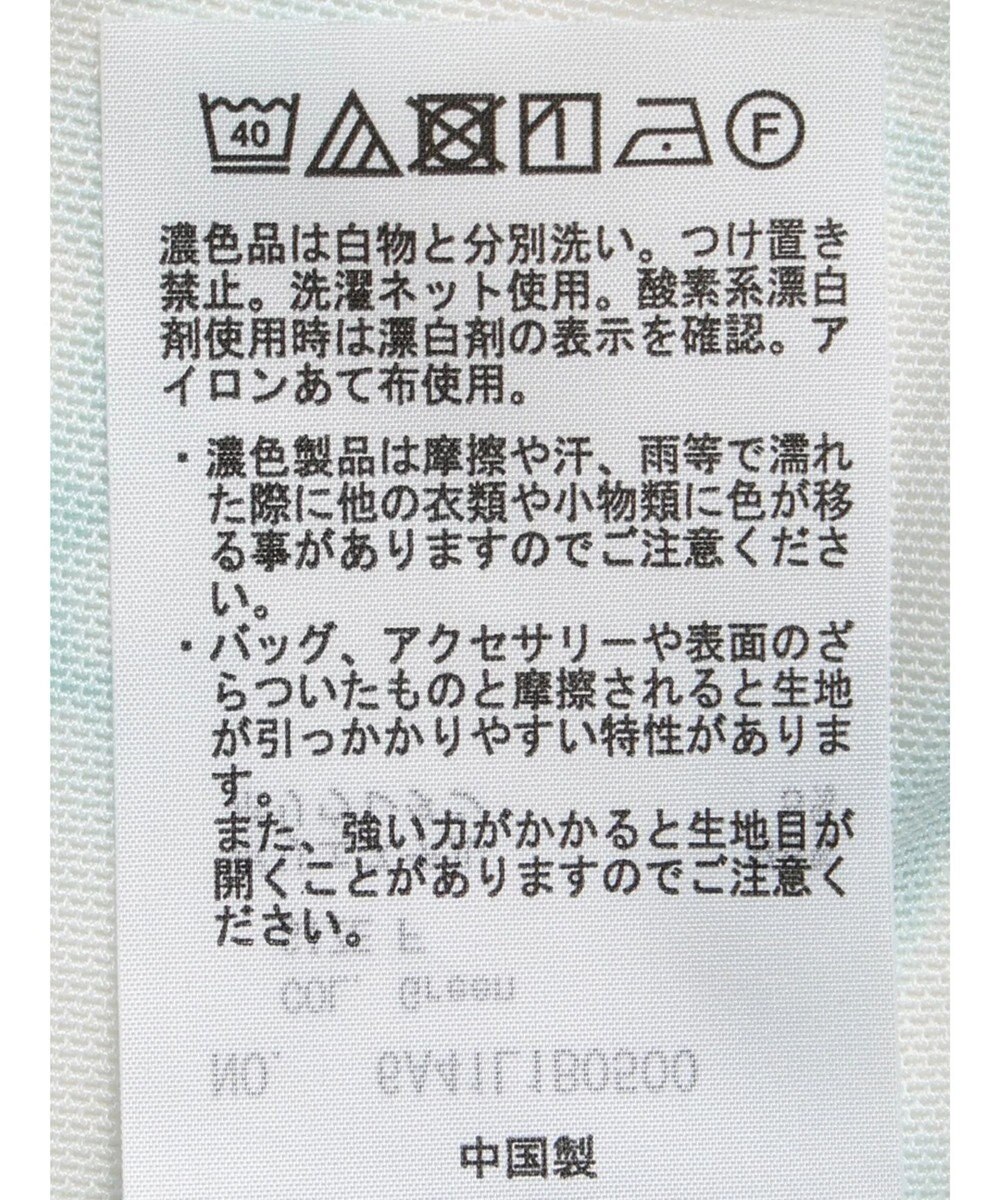 40
F
濃色品は白物と分別洗い。つけ置き
禁止。洗濯ネット使用。酸素系漂白
剤使用時は漂白剤の表示を確認。ア
イロンあて布使用。
・濃色製品は摩擦や汗、雨等で濡れ
た際に他の衣類や小物類に色が移
る事がありますのでご注意くださ
い。
・バッグ、アクセサリーや表面のざ
らついたものと摩擦されると生地
が引っかかりやすい特性がありま
す。
また、強い力がかかると生地目が
開くことがありますのでご注意く
ださい。
SIZE F
COL. Green
NO. 6A41L1B0500
中国製